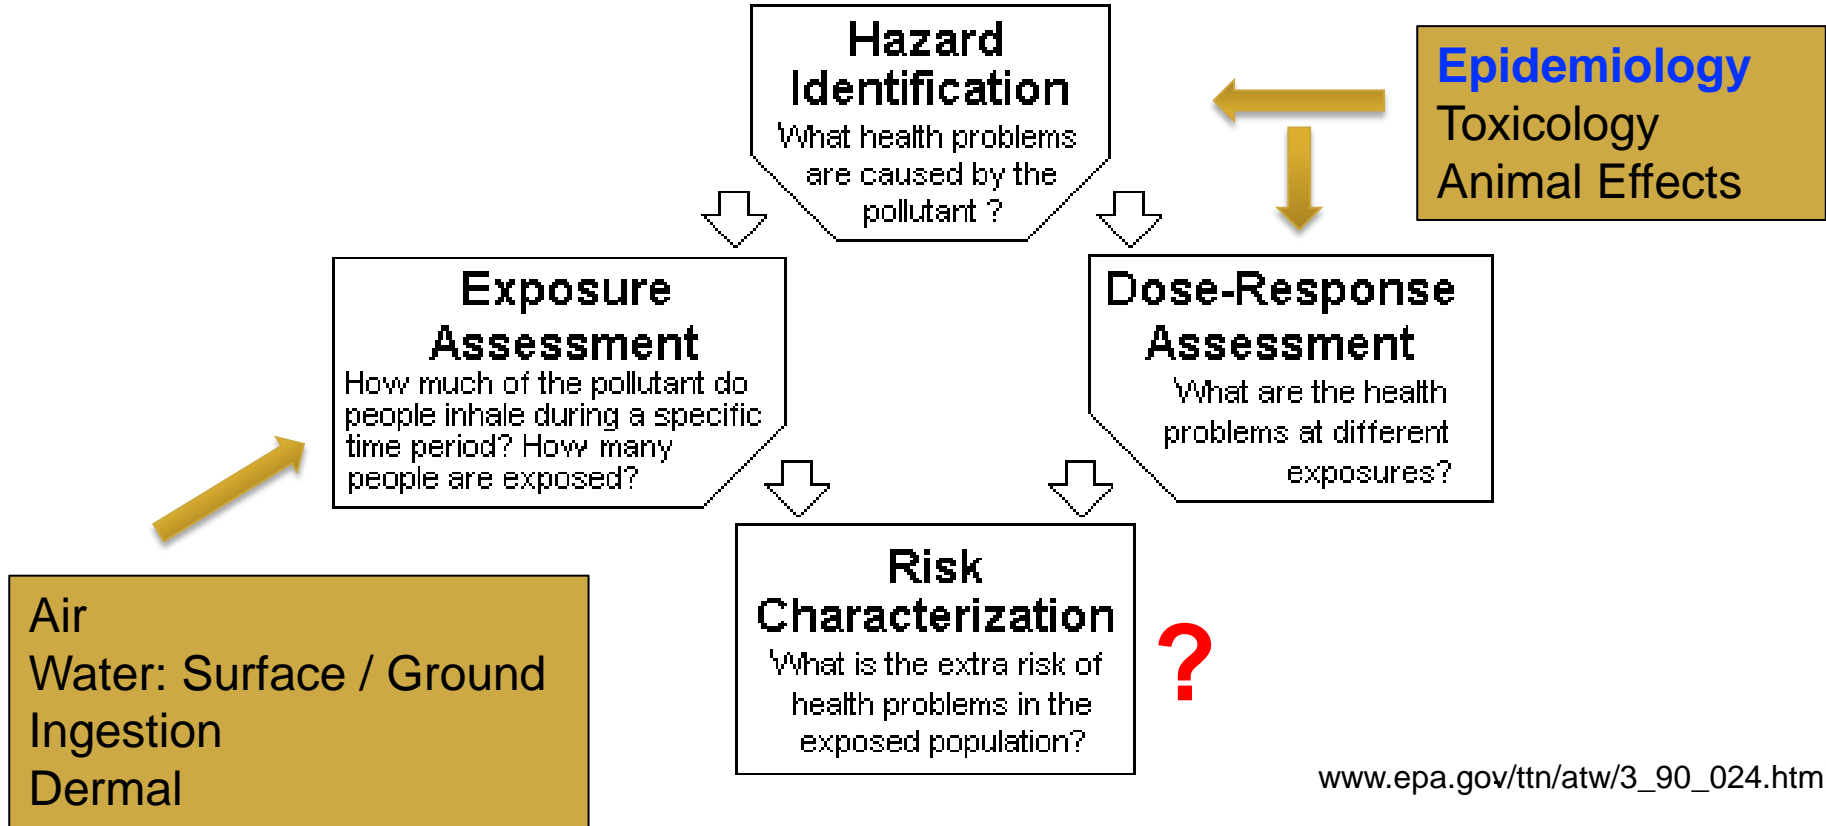 Hazard
Identification
What health problems
are caused by the
pollutant ?
Epidemiology
Toxicology
Animal Effects
Exposure
Assessment
How much of the pollutant do
people inhale during a specific
time period? How many
people are exposed?
Dose-Response
Assessment
What are the health
problems at different
exposures?
Air
Water: Surface / Ground
Ingestion
Dermal
Risk
Characterization
What is the extra risk of
health problems in the
exposed population?
?
www.epa.gov/ttn/atw/3_90_024.htm